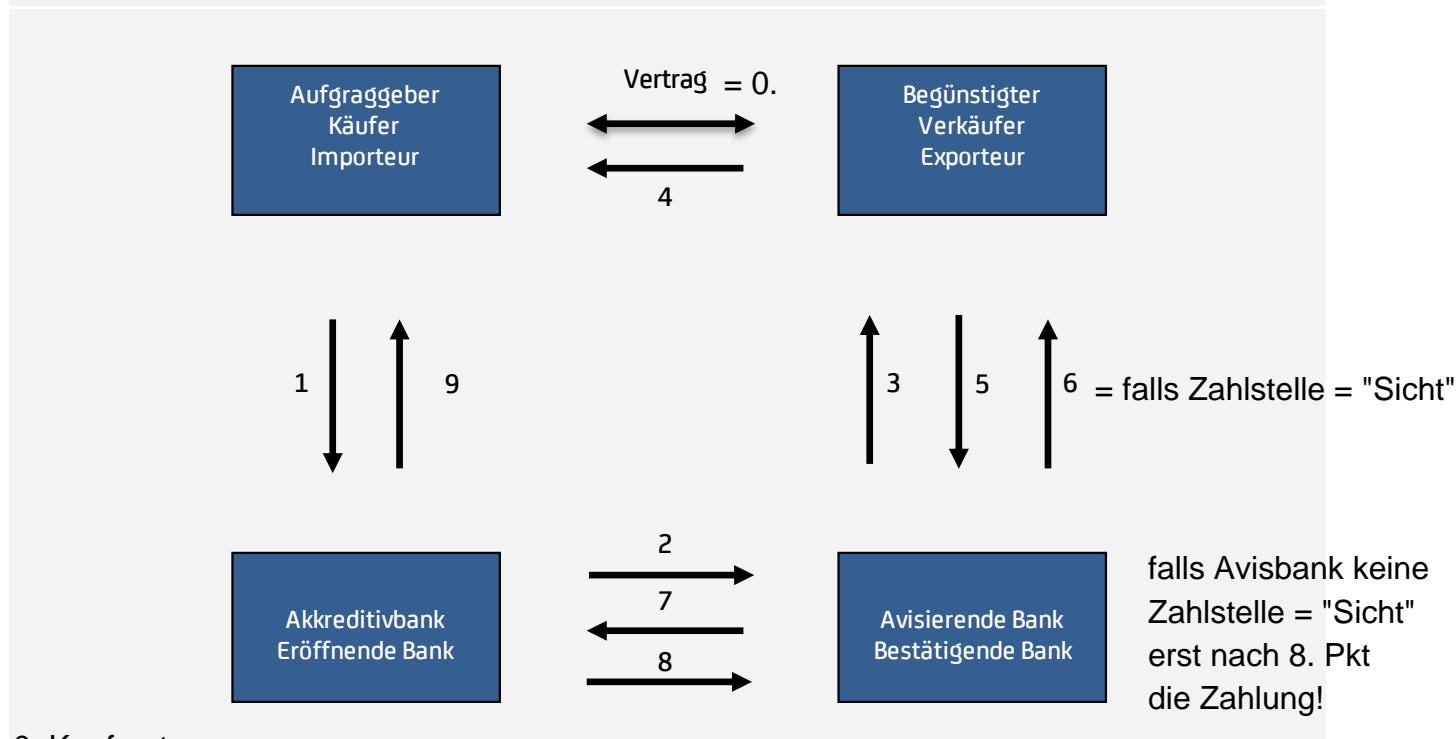 Vertrag = 0.
Aufgraggeber
Käufer
Importeur
Begünstigter
Verkäufer
Exporteur
4
1
9
3
5
6 = falls Zahlstelle = "Sicht"
2
7
8
Akkreditivbank
Eröffnende Bank
Avisierende Bank
Bestätigende Bank
falls Avisbank keine
Zahlstelle = "Sicht"
erst nach 8. Pkt
die Zahlung!